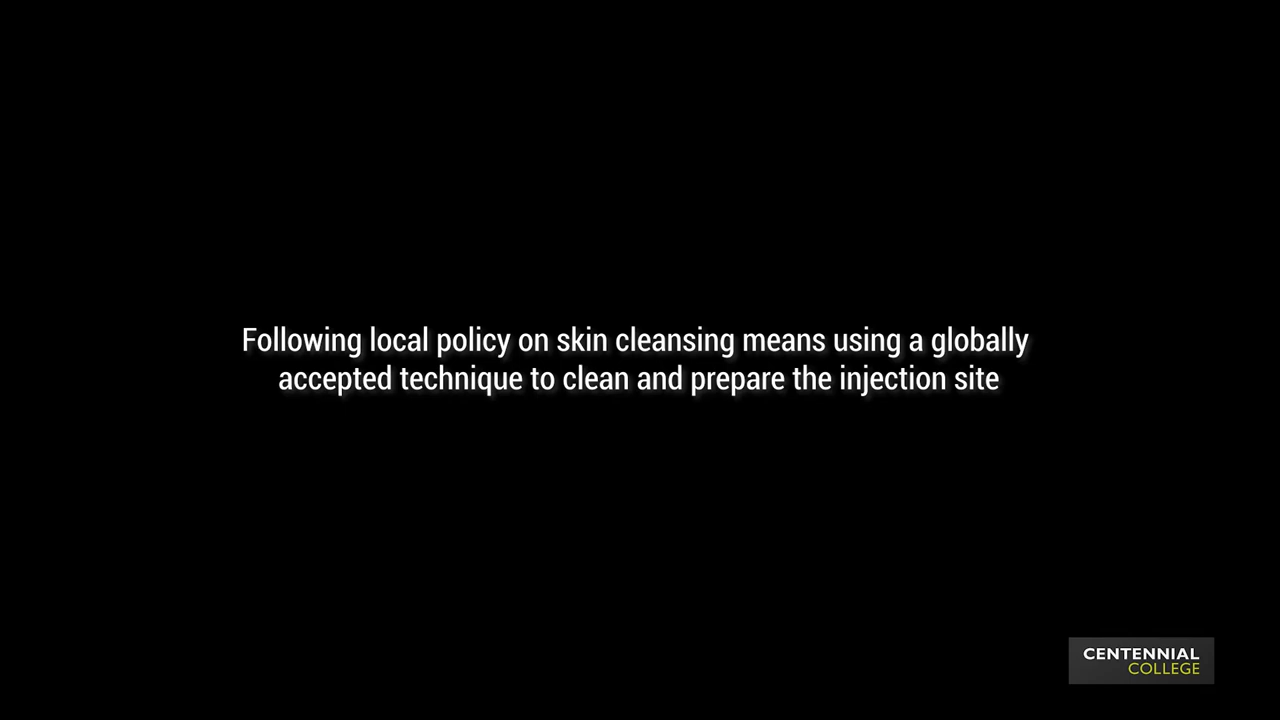 Following local policy on skin cleansing means using a globally
accepted technique to clean and prepare the injection site
CENTENNIAL
COLLEGE